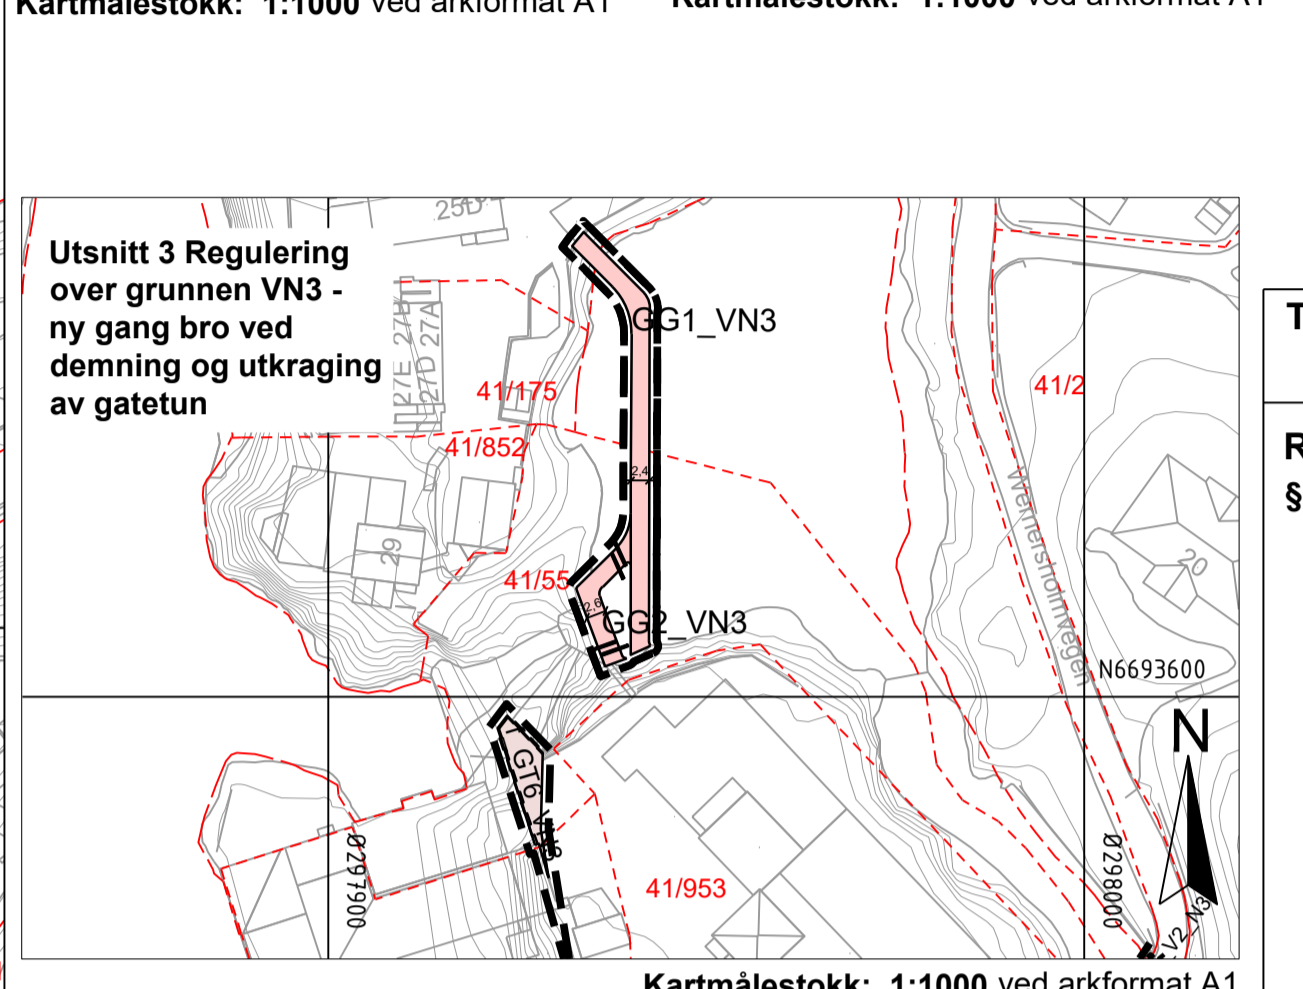 Kartmålestokk: 1:1000 ved arkformat A1
Kartmålestokk: 1:1000 ved arkformat A1
Utsnitt 3 Regulering
over grunnen VN3 -
ny gang bro ved
demning og utkraging
av gatetun
25D
27E 27B
27D 27A
GG1_VN3
41/175
41/2
41/852
2,4
Wernersholmvegen
29
20
41/55
2,6
GG2_VN3
N6693600
N
GT6_VN3
Ø297900
Ø298000
41/953
V2_N3
T
R
§
Kartmålestokk: 1:1000 ved arkformat A1